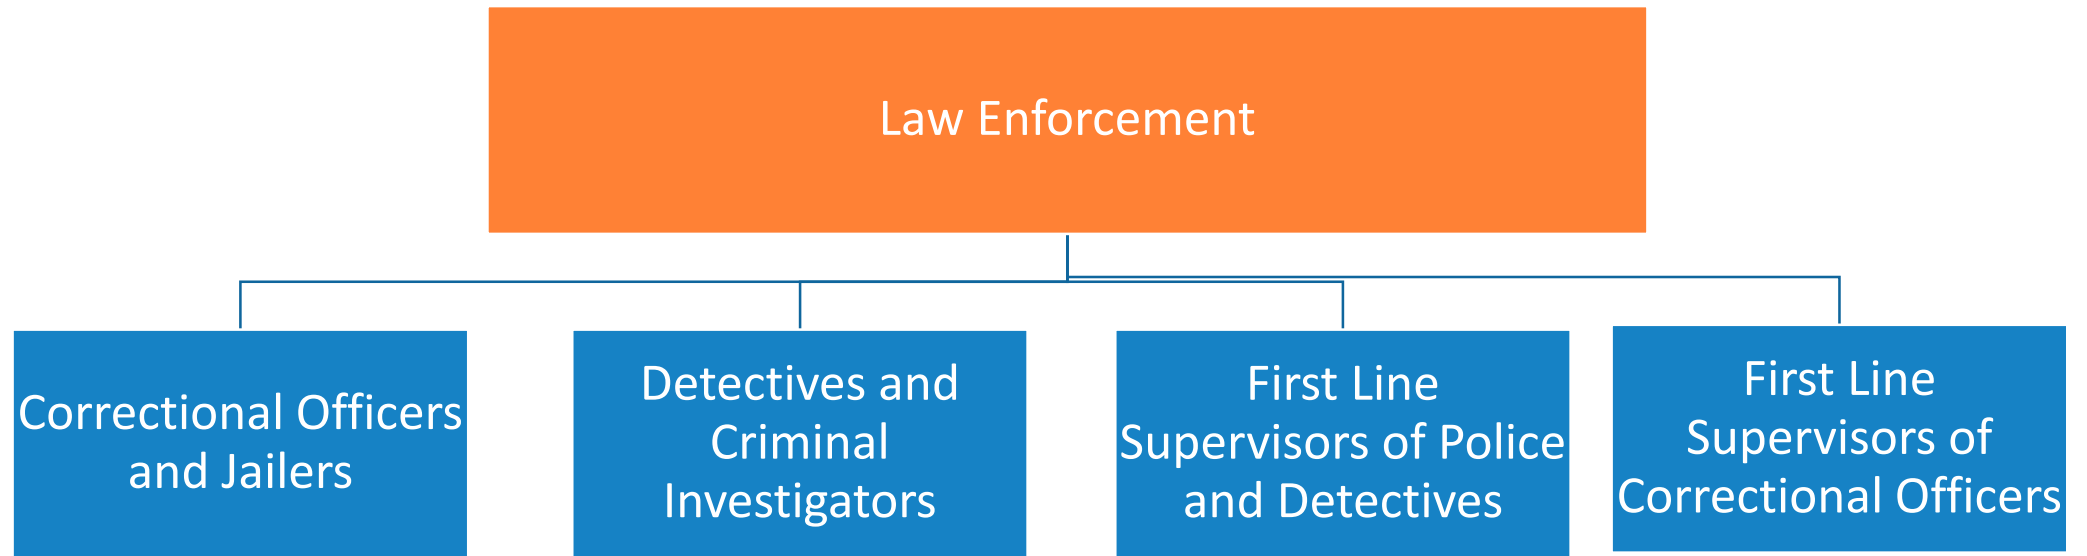 Law Enforcement
Correctional Officers
and Jailers
Detectives and
Criminal
Investigators
First Line
Supervisors of Police
and Detectives
First Line
Supervisors of
Correctional Officers